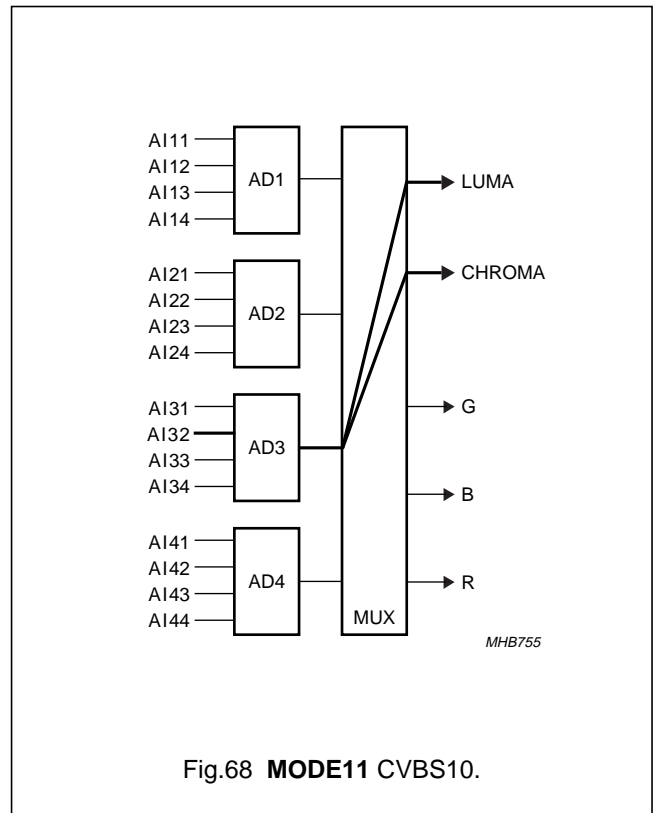 AI11
AI12
AI13
AI14
AD1
AI21
AI22
AI23
AI24
AD2
AI31
AI32
AI33
AI34
AD3
AI41
AI42
AI43
AI44
AD4
MUX
LUMA
CHROMA
G
B
R
MHB755
Fig.68 MODE11 CVBS10.